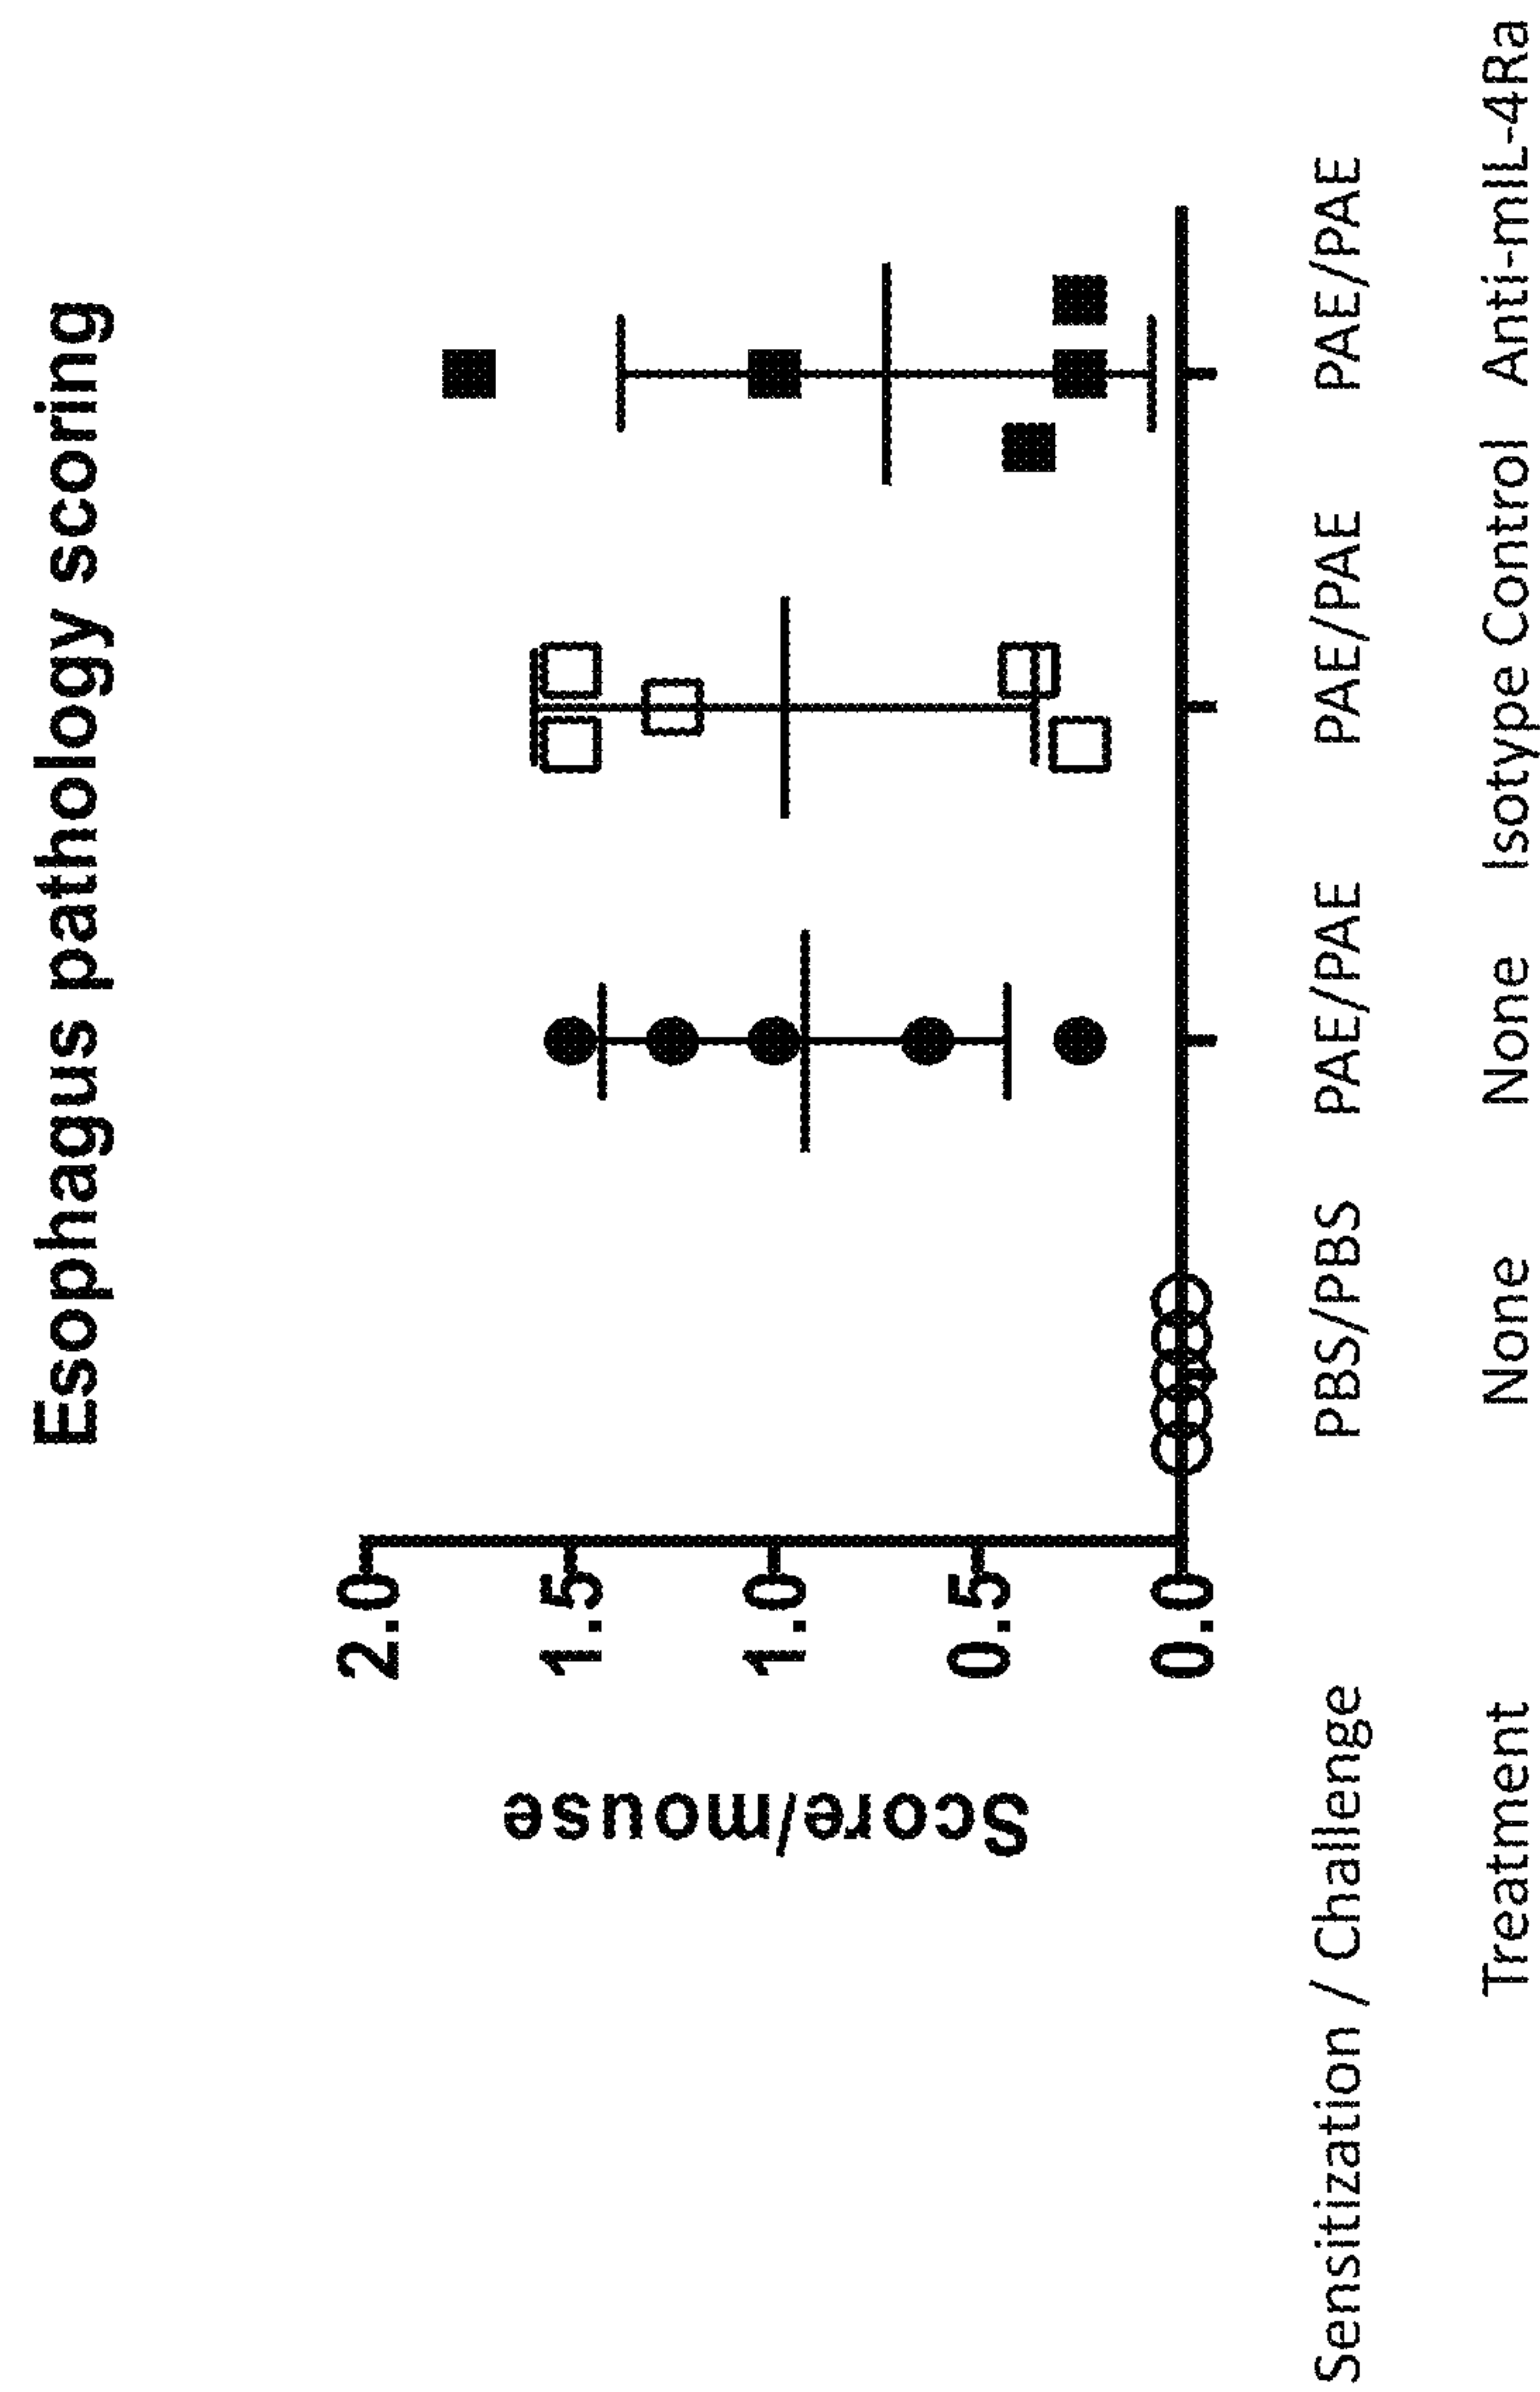 Esophagus pathology scoring
Score/mouse
2.0
1.5
1.0
0.5
0.0
Sensitization / Challenge PBS/PBS PAE/PAE PAE/PAE PAE/PAE
Treatment None None Isotype Control Anti-mIL-4Ra